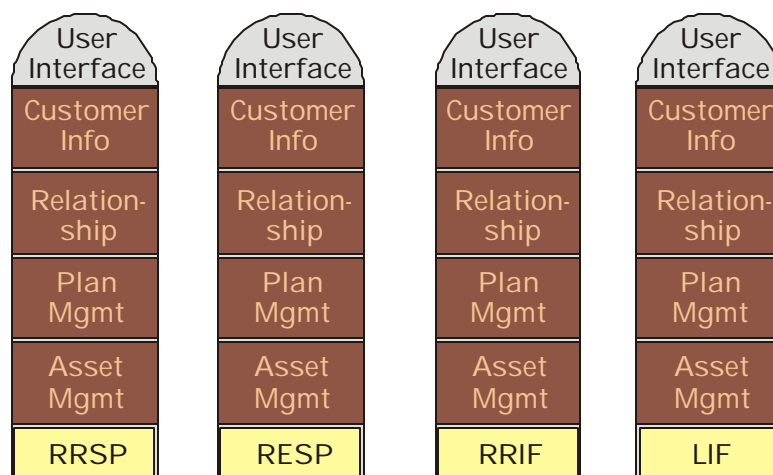 User
Interface
Customer
Info
Relation-
ship
Plan
Mgmt
Asset
Mgmt
RRSP
User
Interface
Customer
Info
Relation-
ship
Plan
Mgmt
Asset
Mgmt
RESP
User
Interface
Customer
Info
Relation-
ship
Plan
Mgmt
Asset
Mgmt
RRIF
User
Interface
Customer
Info
Relation-
ship
Plan
Mgmt
Asset
Mgmt
LIF